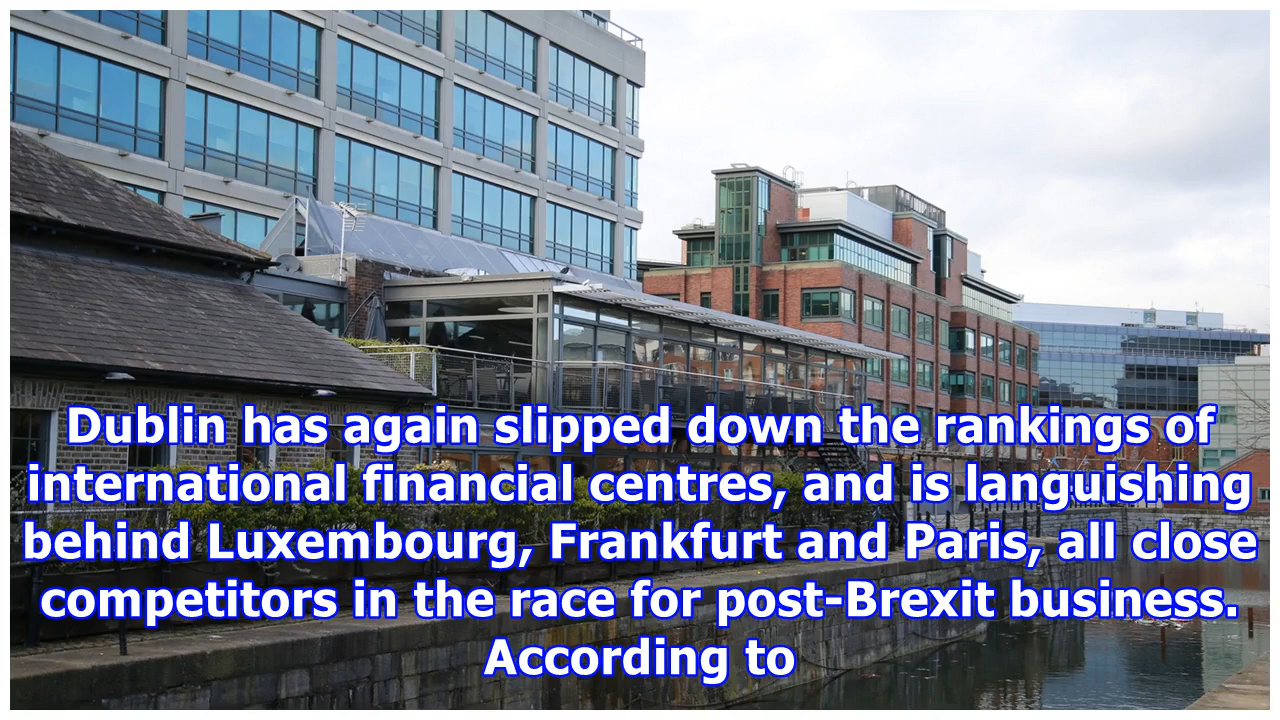 Dublin has again slipped down the rankings of
international financial centres, and is languishing
behind Luxembourg, Frankfurt and Paris, all close
competitors in the race for post-Brexit business.
According to